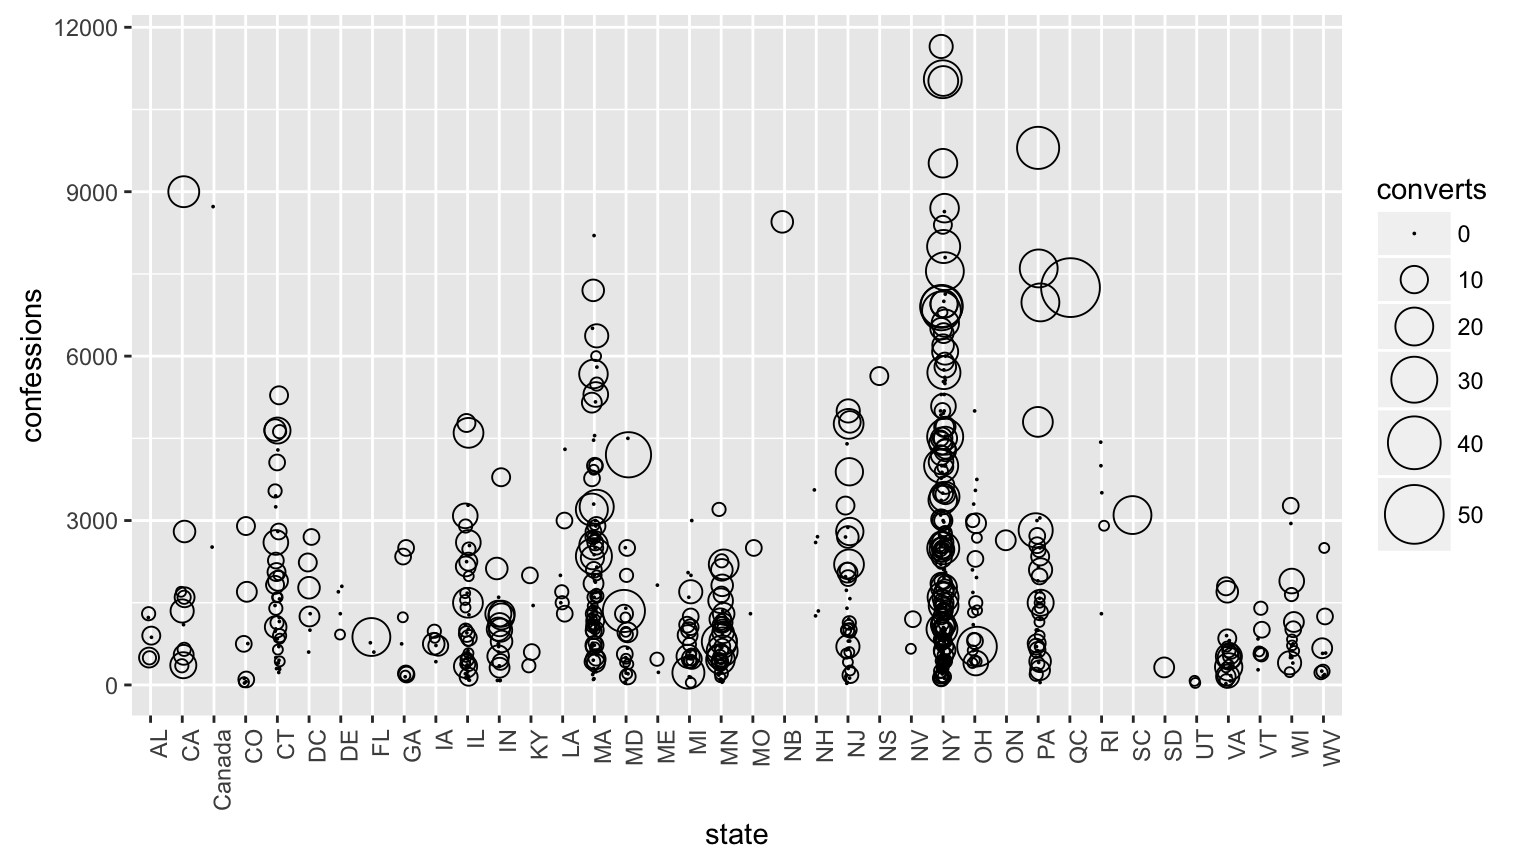 12000
9000
6000
3000
0
confessions
AL
CA
Canada
CO
CT
DC
DE
FL
GA
IA
IL
IN
KY
LA
MA
MD
ME
MI
MN
MO
NB
NH
NJ
NS
NV
NY
OH
ON
PA
QC
RI
SC
SD
UT
VA
VT
WI
WV
state
converts
0
10
20
30
40
50